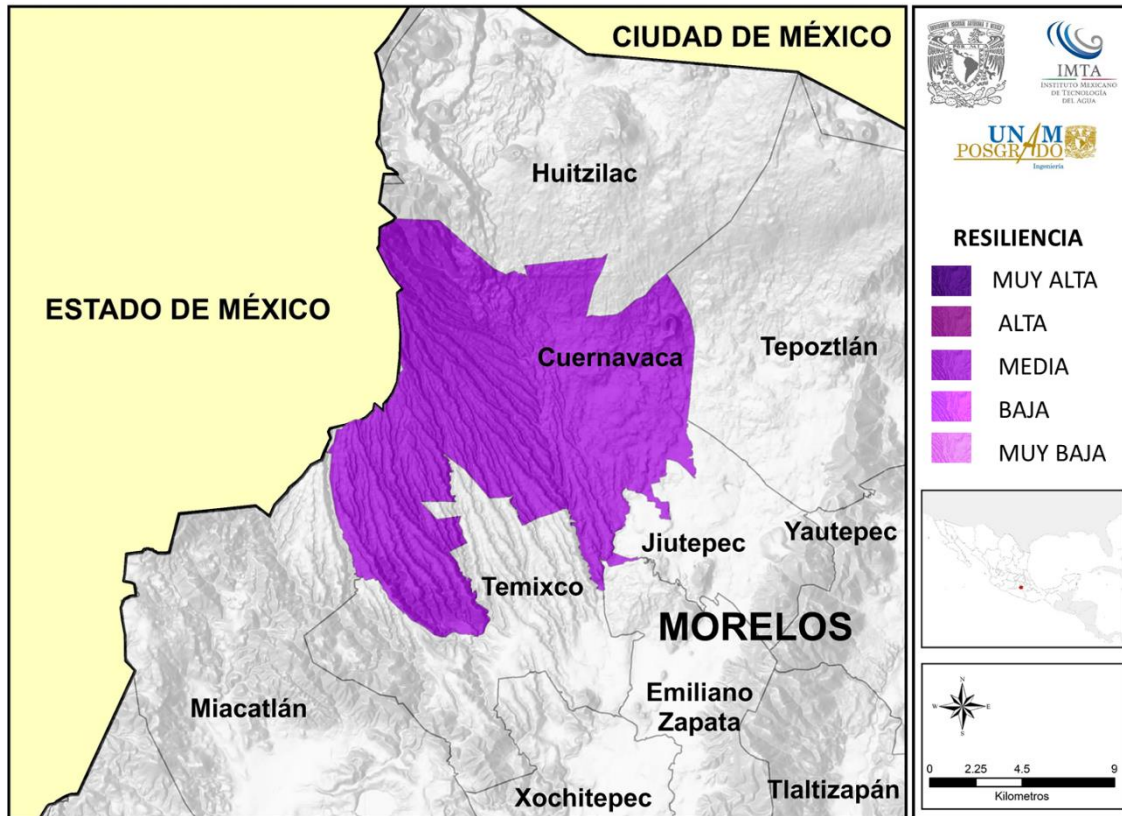 CIUDAD DE MÉXICO
Huitzilac
ESTADO DE MÉXICO
Cuernavaca
Tepoztlán
Jiutepec
Yautepec
Temixco
MORELOS
Miacatlán
Emiliano
Zapata
Xochitepec
Tlaltizapán
IMTA
INSTITUTO MEXICANO
DE TECNOLOGÍA
DEL AGUA
UNAM
POSGRADO
Ingeniería
RESILIENCIA
MUY ALTA
ALTA
MEDIA
BAJA
MUY BAJA
N
W E
S
0 2.25 4.5 9
Kilometros